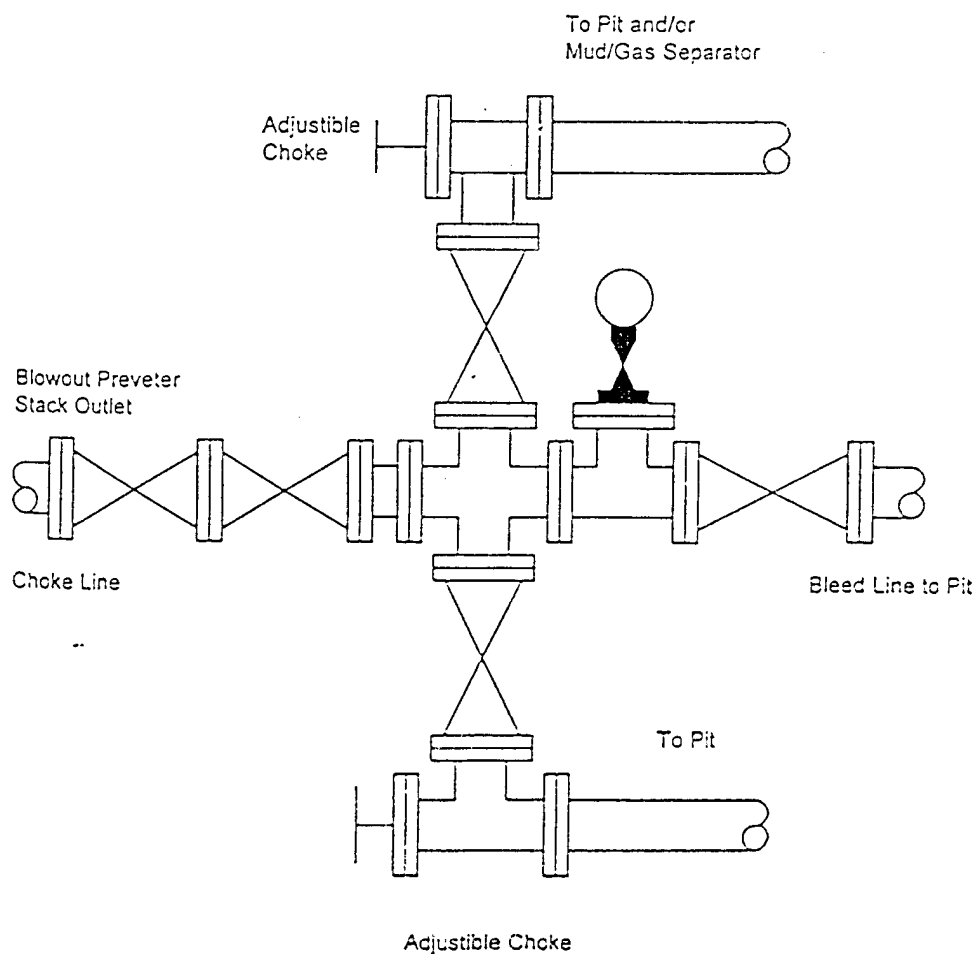 To Pit and/or
Mud/Gas Separator
Adjustible
Choke
Blowout Preveter
Stack Outlet
Choke Line
Bleed Line to Pit
To Pit
Adjustible Choke